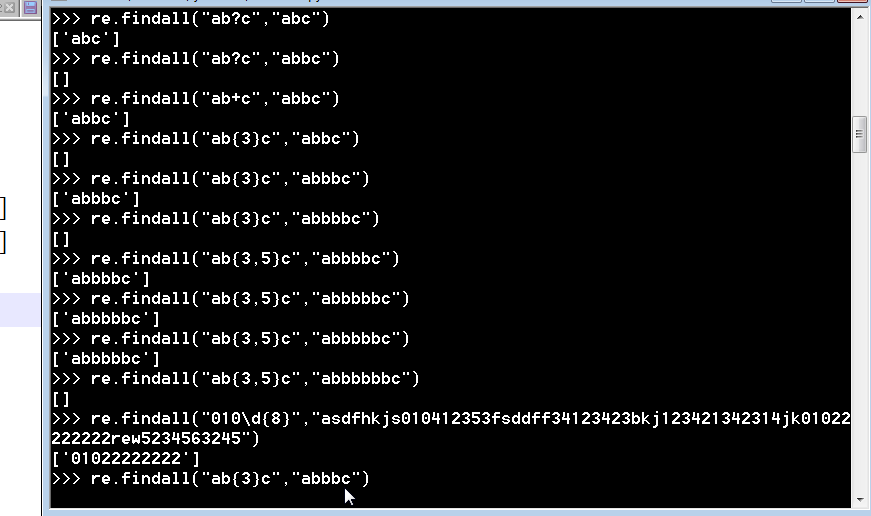 >>> re.findall("ab?c","abc")
['abc']
>>> re.findall("ab?c","abbc")
[]
>>> re.findall("ab+c","abbc")
['abbc']
>>> re.findall("ab{3}c","abbc")
[]
>>> re.findall("ab{3}c","abbbc")
['abbbc']
>>> re.findall("ab{3}c","abbbbc")
[]
>>> re.findall("ab{3,5}c","abbbbc")
['abbbbc']
>>> re.findall("ab{3,5}c","abbbbbc")
['abbbbbc']
>>> re.findall("ab{3,5}c","abbbbbc")
['abbbbbc']
>>> re.findall("ab{3,5}c","abbbbbbc")
[]
>>> re.findall("010\d{8}","asdfhkjs010412353fsddff34123423bkj123421342314jk01022
222222rew5234563245")
['01022222222']
>>> re.findall("ab{3}c","abbbc")
]
]